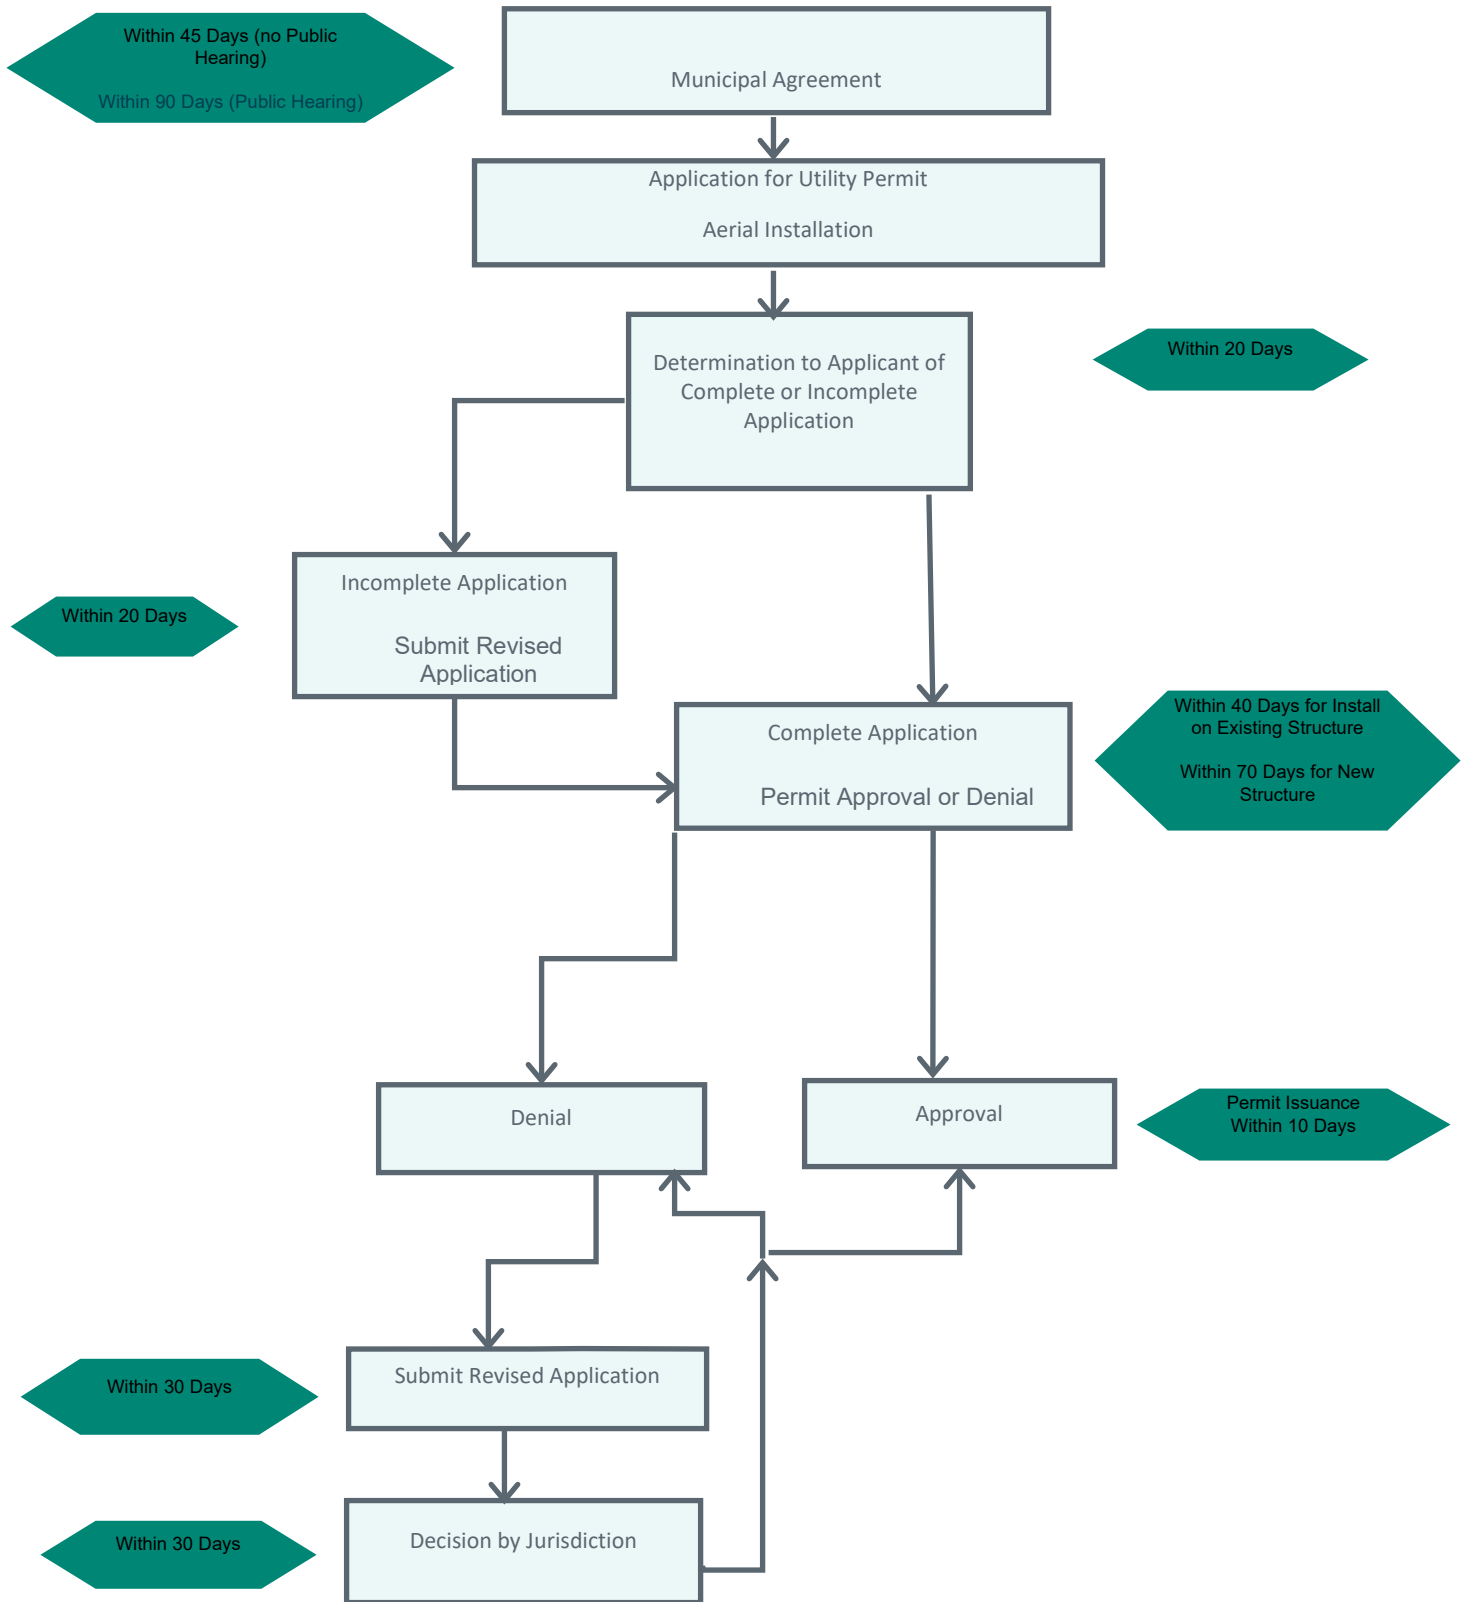 Within 45 Days (no Public
Hearing)
Within 90 Days (Public Hearing)
Municipal Agreement
Application for Utility Permit
Aerial Installation
Determination to Applicant of
Complete or Incomplete
Application
Within 20 Days
Incomplete Application
Submit Revised
Application
Within 20 Days
Complete Application
Permit Approval or Denial
Within 40 Days for Install
on Existing Structure
Within 70 Days for New
Structure
Denial
Approval
Permit Issuance
Within 10 Days
Within 30 Days
Submit Revised Application
Within 30 Days
Decision by Jurisdiction